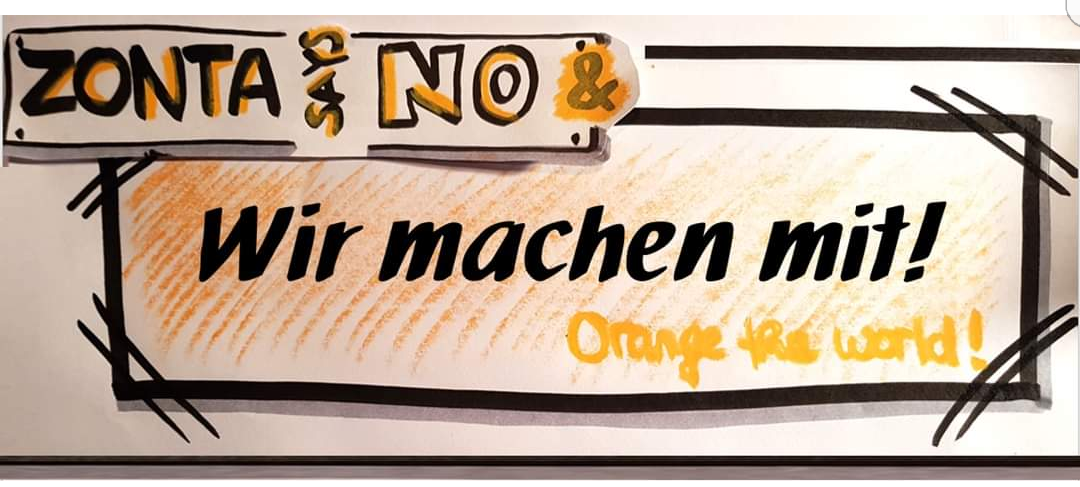 ZONTA SAYS NO &
Wir machen mit!
Orange the world!